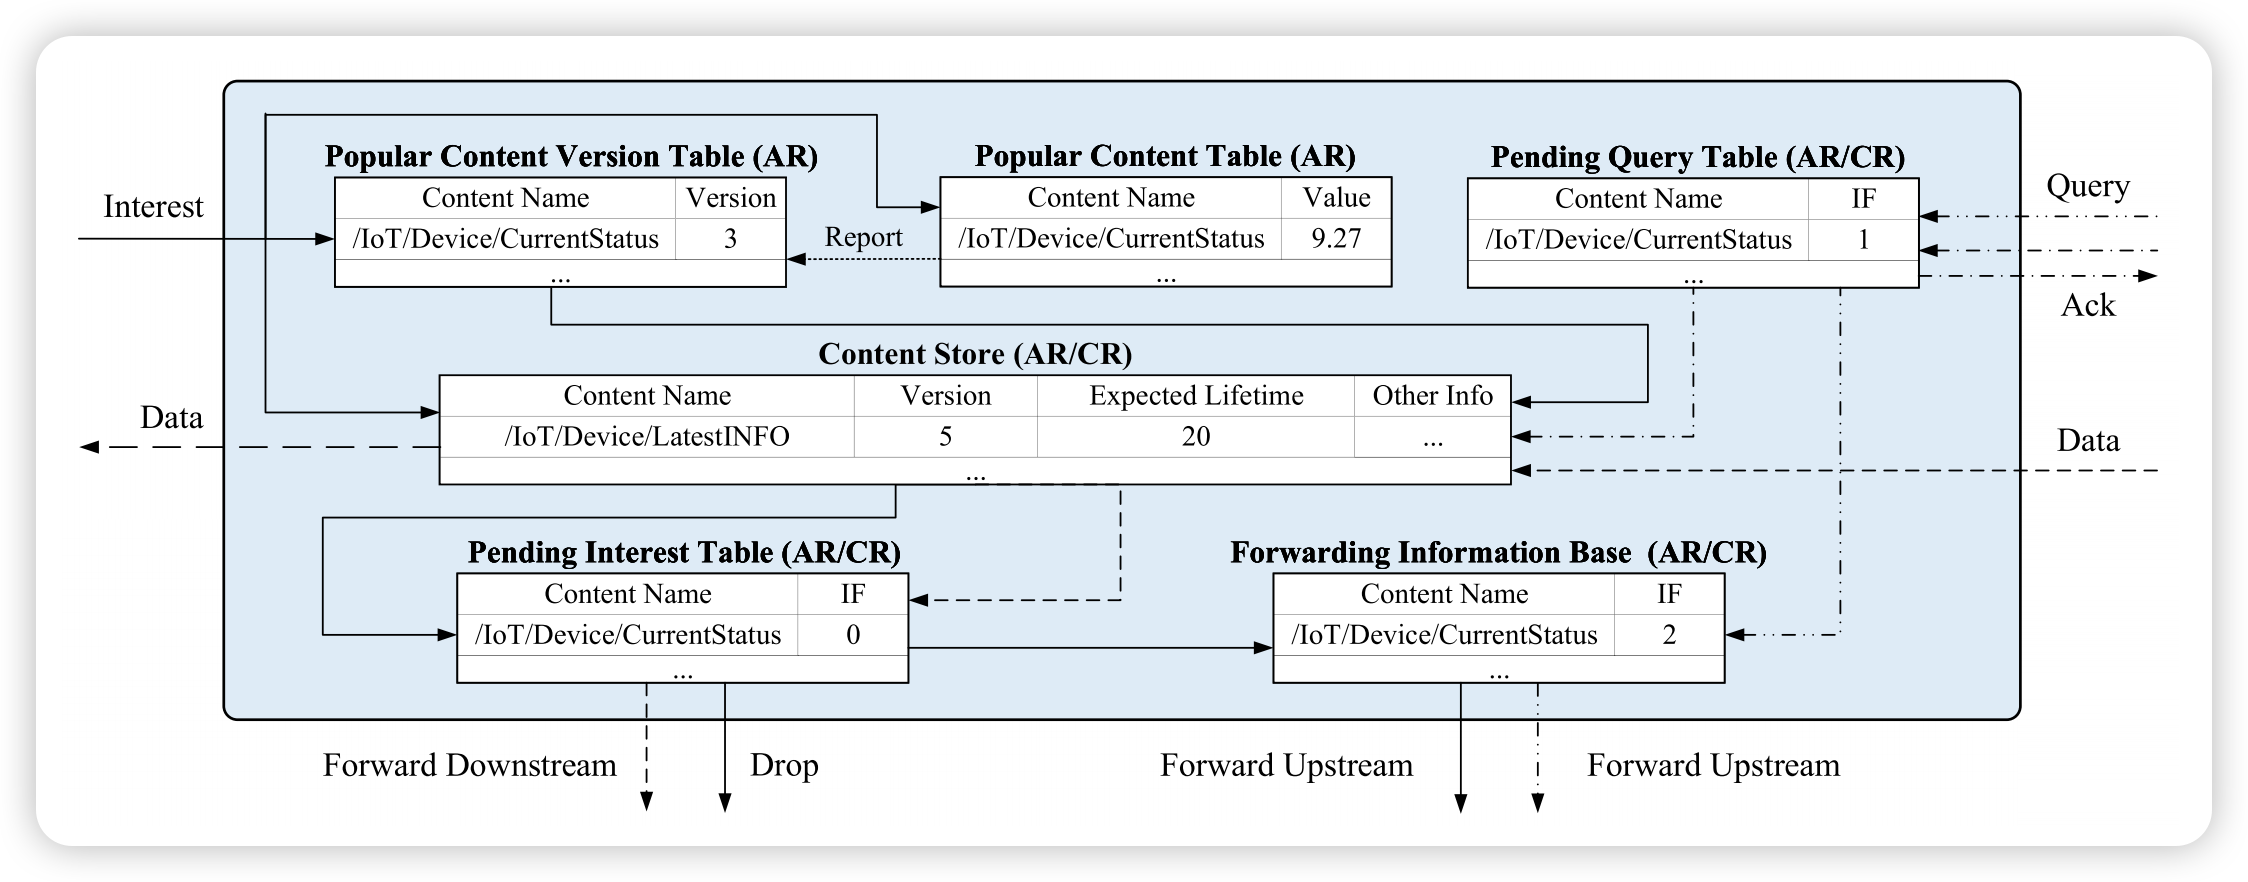 Popular Content Version Table (AR)
Content Name Version
/IoT/Device/CurrentStatus 3
...
Popular Content Table (AR)
Content Name Value
/IoT/Device/CurrentStatus 9.27
...
Pending Query Table (AR/CR)
Content Name IF
/IoT/Device/CurrentStatus 1
...
Interest
Report
Query
Ack
Content Store (AR/CR)
Content Name Version Expected Lifetime Other Info
/IoT/Device/LatestINFO 5 20 ...
...
Data
Data
Pending Interest Table (AR/CR)
Content Name IF
/IoT/Device/CurrentStatus 0
...
Forwarding Information Base (AR/CR)
Content Name IF
/IoT/Device/CurrentStatus 2
...
Forward Downstream
Drop
Forward Upstream
Forward Upstream